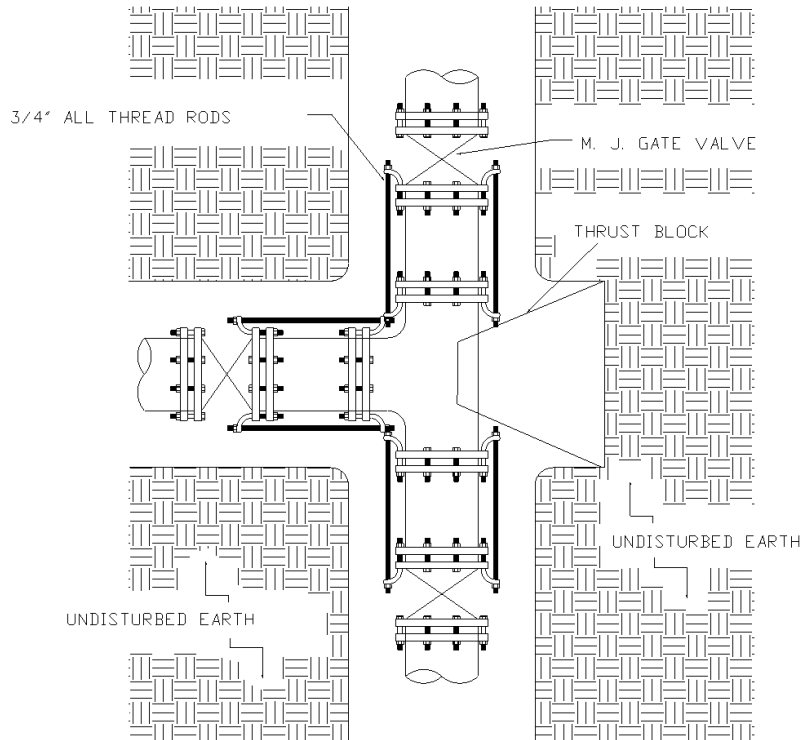 3/4" ALL THREAD RODS
M. J. GATE VALVE
THRUST BLOCK
UNDISTURBED EARTH
UNDISTURBED EARTH